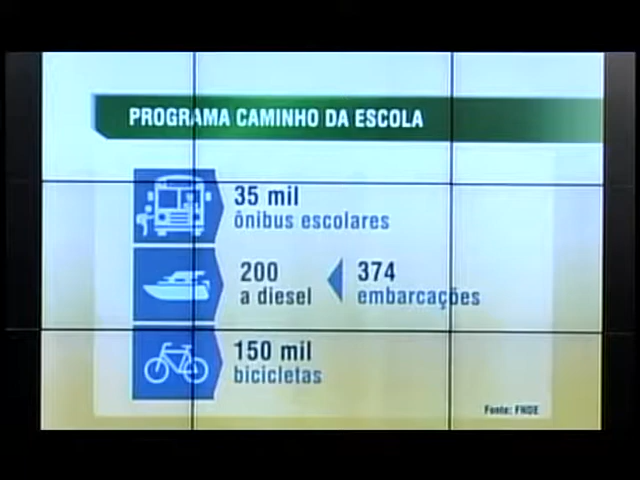 PROGRAMA CAMINHO DA ESCOLA
35 mil
ônibus escolares
200 374
a diesel embarcações
150 mil
bicicletas
Fonte: FNDE